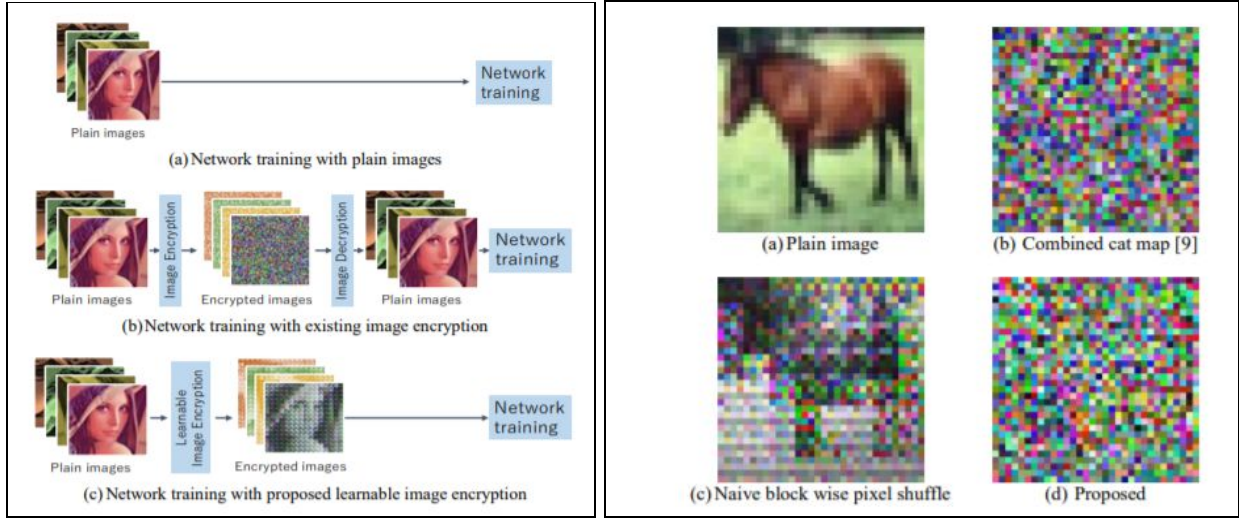 Plain images
Network
training
(a) Network training with plain images
Plain images
Image Encryption
Encrypted images
Image Decryption
Plain images
Network
training
(b) Network training with existing image encryption
Plain images
Learnable
Image Encryption
Encrypted images
Network
training
(c) Network training with proposed learnable image encryption
(a) Plain image
(b) Combined cat map [9]
(c) Naive block wise pixel shuffle
(d) Proposed